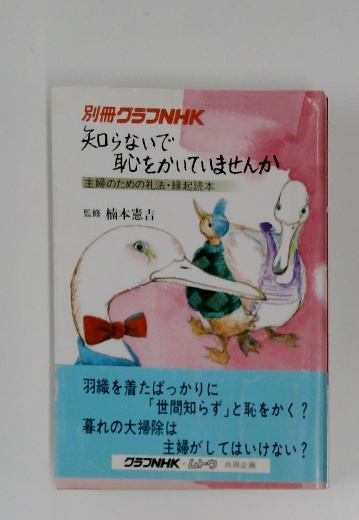 別冊グラフNHK
知らないで
恥をかいていませんか
主婦のための礼法・縁起読本
監修 楠本憲吉
羽織を着たばっかりに
「世間知らず」と恥をかく？
暮れの大掃除は
主婦がしてはいけない？
グラフNHK・ 共同企画